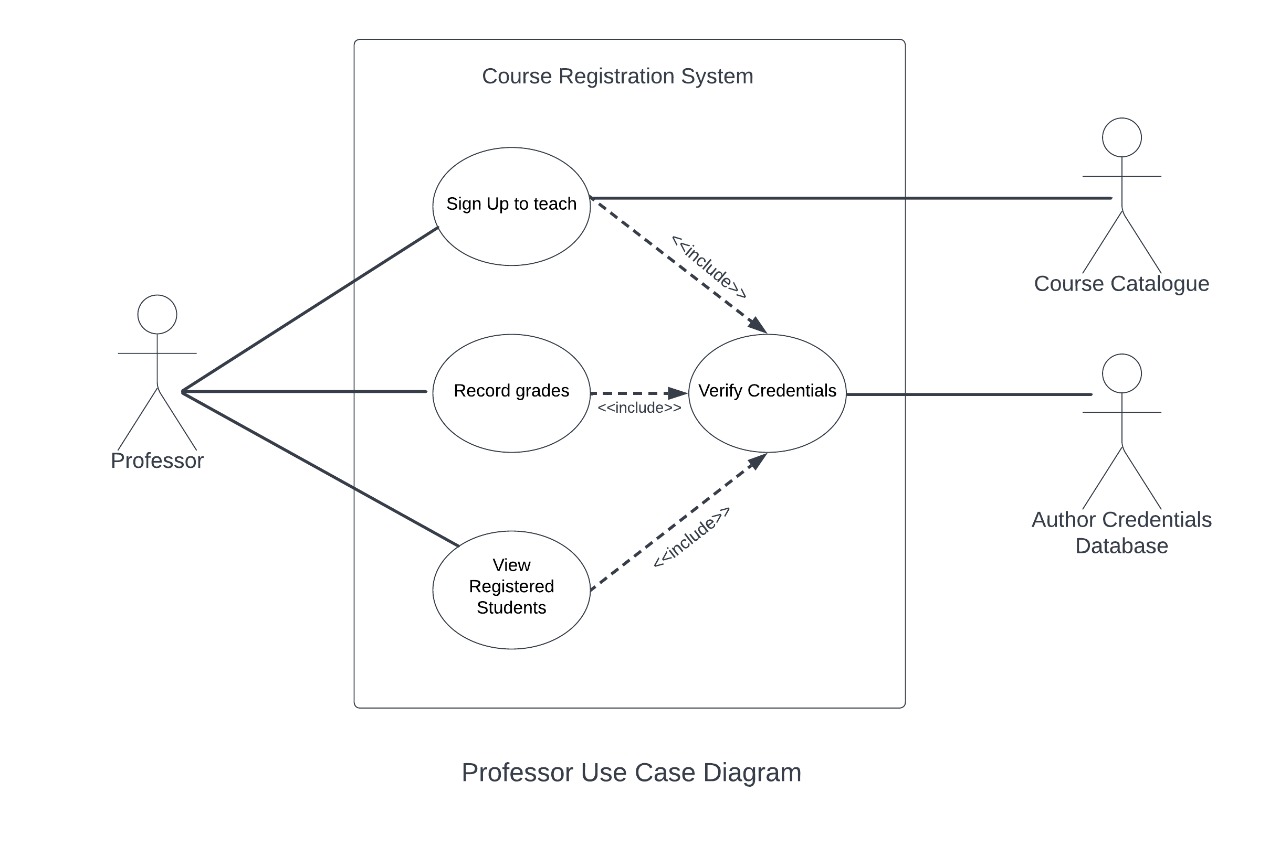 Course Registration System
Sign Up to teach
<<include>>
Course Catalogue
Record grades
<<include>>
Verify Credentials
Professor
Author Credentials
Database
<<include>>
View
Registered
Students
Professor Use Case Diagram